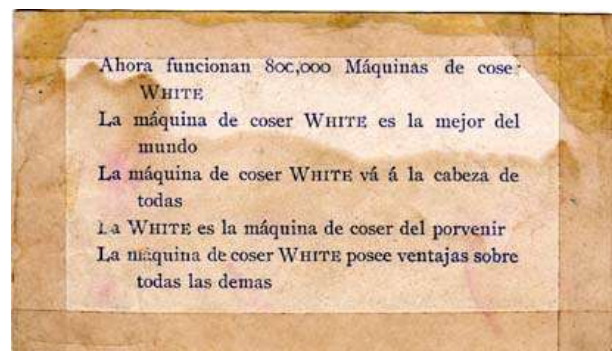 Ahora funcionan 800,000 Máquinas de coser
WHITE
La máquina de coser WHITE es la mejor del
mundo
La máquina de coser WHITE vá á la cabeza de
todas
La WHITE es la máquina de coser del porvenir
La máquina de coser WHITE posee ventajas sobre
todas las demas